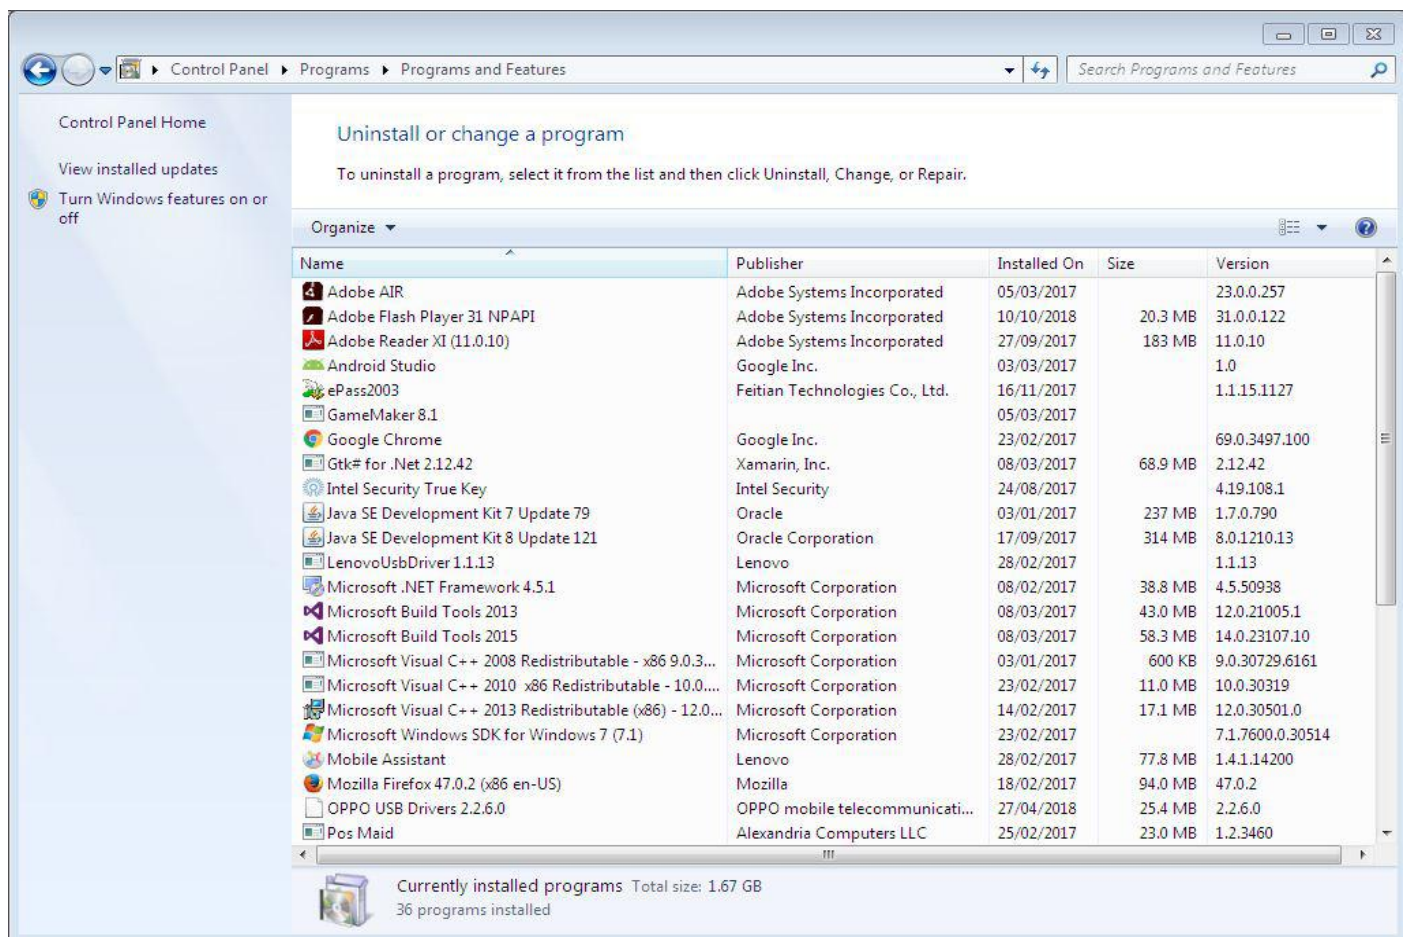 Control Panel ▸ Programs ▸ Programs and Features
Search Programs and Features
Control Panel Home
View installed updates
Turn Windows features on or
off
Uninstall or change a program
To uninstall a program, select it from the list and then click Uninstall, Change, or Repair.
Organize
Name Publisher Installed On Size Version
Adobe AIR Adobe Systems Incorporated 05/03/2017 23.0.0.257
Adobe Flash Player 31 NPAPI Adobe Systems Incorporated 10/10/2018 20.3 MB 31.0.0.122
Adobe Reader XI (11.0.10) Adobe Systems Incorporated 27/09/2017 183 MB 11.0.10
Android Studio Google Inc. 03/03/2017 1.0
ePass2003 Feitian Technologies Co., Ltd. 16/11/2017 1.1.15.1127
GameMaker 8.1 05/03/2017
Google Chrome Google Inc. 23/02/2017 69.0.3497.100
Gtk# for .Net 2.12.42 Xamarin, Inc. 08/03/2017 68.9 MB 2.12.42
Intel Security True Key Intel Security 24/08/2017 4.19.108.1
Java SE Development Kit 7 Update 79 Oracle 03/01/2017 237 MB 1.7.0.790
Java SE Development Kit 8 Update 121 Oracle Corporation 17/09/2017 314 MB 8.0.1210.13
LenovoUsbDriver 1.1.13 Lenovo 28/02/2017 1.1.13
Microsoft .NET Framework 4.5.1 Microsoft Corporation 08/02/2017 38.8 MB 4.5.50938
Microsoft Build Tools 2013 Microsoft Corporation 08/03/2017 43.0 MB 12.0.21005.1
Microsoft Build Tools 2015 Microsoft Corporation 08/03/2017 58.3 MB 14.0.23107.10
Microsoft Visual C++ 2008 Redistributable - x86 9.0.3... Microsoft Corporation 03/01/2017 600 KB 9.0.30729.6161
Microsoft Visual C++ 2010  x86 Redistributable - 10.0.... Microsoft Corporation 23/02/2017 11.0 MB 10.0.30319
Microsoft Visual C++ 2013 Redistributable (x86) - 12.0... Microsoft Corporation 14/02/2017 17.1 MB 12.0.30501.0
Microsoft Windows SDK for Windows 7 (7.1) Microsoft Corporation 23/02/2017 7.1.7600.0.30514
Mobile Assistant Lenovo 28/02/2017 77.8 MB 1.4.1.14200
Mozilla Firefox 47.0.2 (x86 en-US) Mozilla 18/02/2017 94.0 MB 47.0.2
OPPO USB Drivers 2.2.6.0 OPPO mobile telecommunicati... 27/04/2018 25.4 MB 2.2.6.0
Pos Maid Alexandria Computers LLC 25/02/2017 23.0 MB 1.2.3460
Currently installed programs Total size: 1.67 GB
36 programs installed